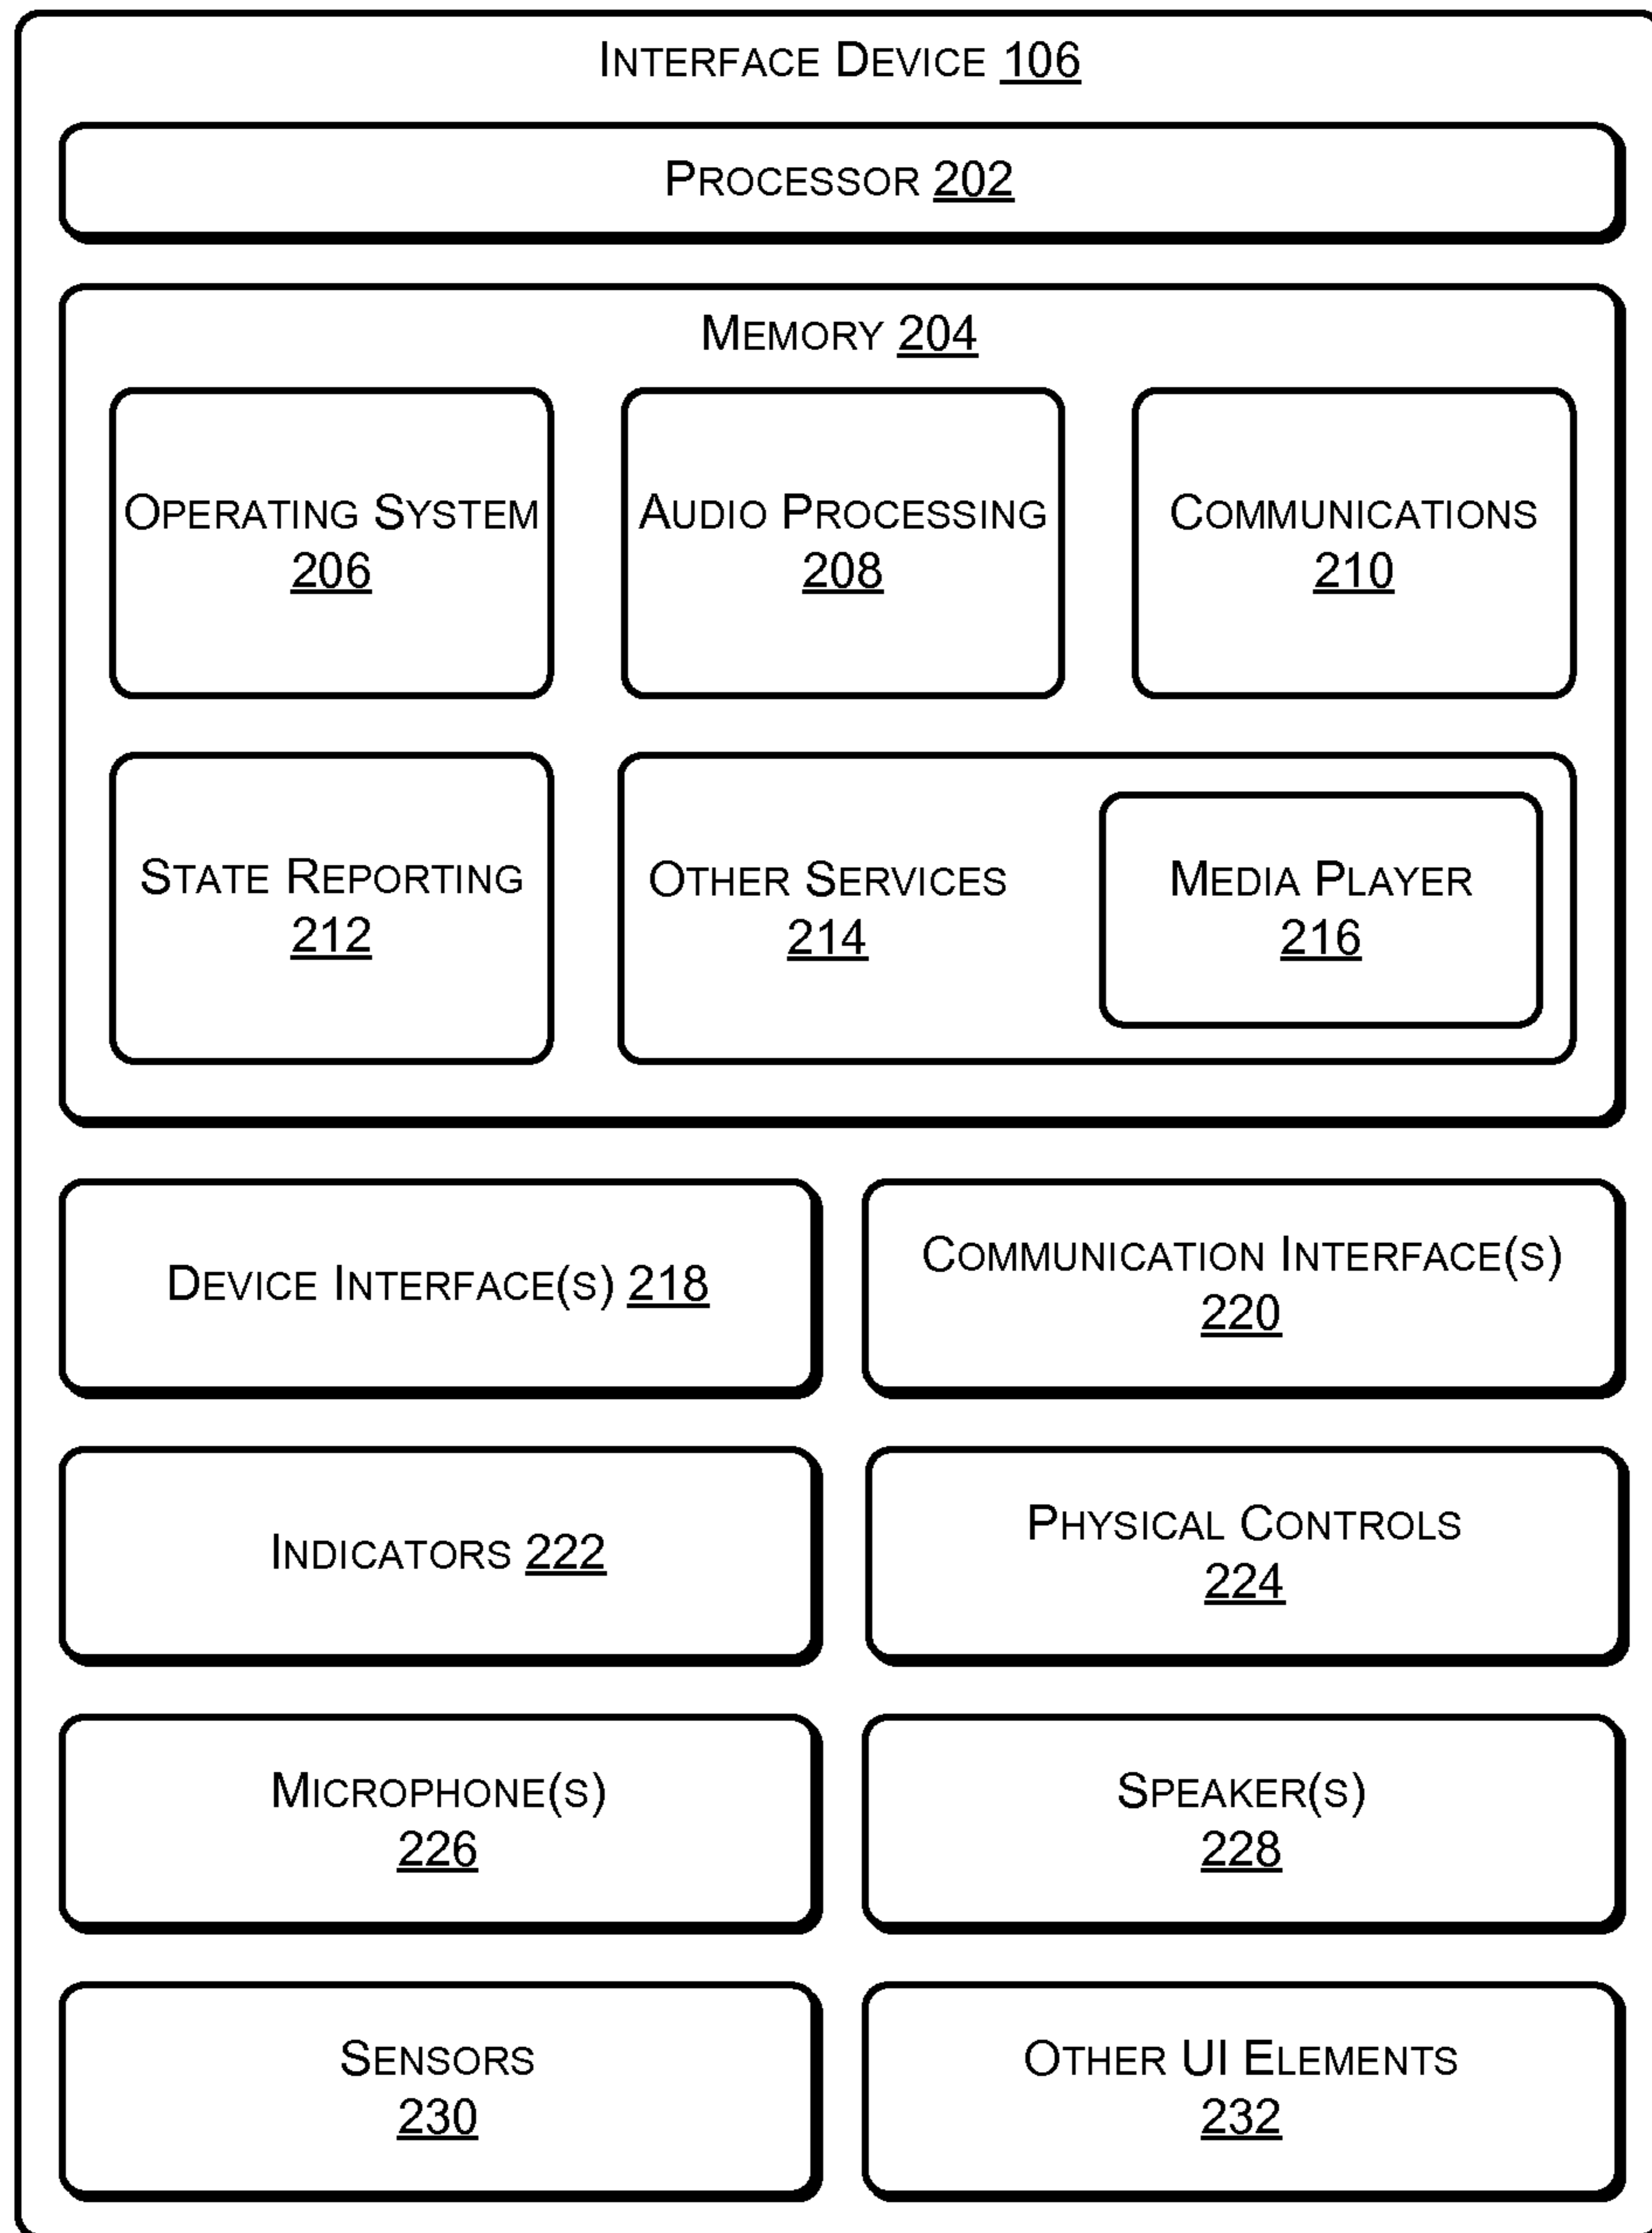 INTERFACE DEVICE 106
PROCESSOR 202
MEMORY 204
OPERATING SYSTEM
206
AUDIO PROCESSING
208
COMMUNICATIONS
210
STATE REPORTING
212
OTHER SERVICES
214
MEDIA PLAYER
216
DEVICE INTERFACE(S) 218
COMMUNICATION INTERFACE(S)
220
INDICATORS 222
PHYSICAL CONTROLS
224
MICROPHONE(S)
226
SPEAKER(S)
228
SENSORS
230
OTHER UI ELEMENTS
232